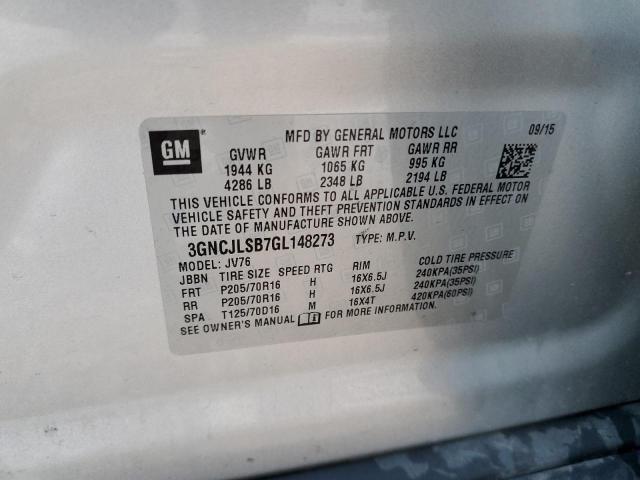 GM
MFD BY GENERAL MOTORS LLC 09/15
GVWR GAWR FRT GAWR RR
1944 KG 1065 KG 995 KG
4286 LB 2348 LB 2194 LB
THIS VEHICLE CONFORMS TO ALL APPLICABLE U.S. FEDERAL MOTOR
VEHICLE SAFETY AND THEFT PREVENTION STANDARDS IN EFFECT ON
THE DATE OF MANUFACTURE SHOWN ABOVE.
3GNCJLSB7GL148273 TYPE: M.P.V.
JV76
JBBN TIRE SIZE SPEED RTG RIM COLD TIRE PRESSURE
FRT P205/70R16 H 16X6.5J 240KPA(35PSI)
RR P205/70R16 H 16X6.5J 240KPA(35PSI)
SPA T125/70D16 M 16X4T 420KPA(60PSI)
SEE OWNER'S MANUAL FOR MORE INFORMATION.